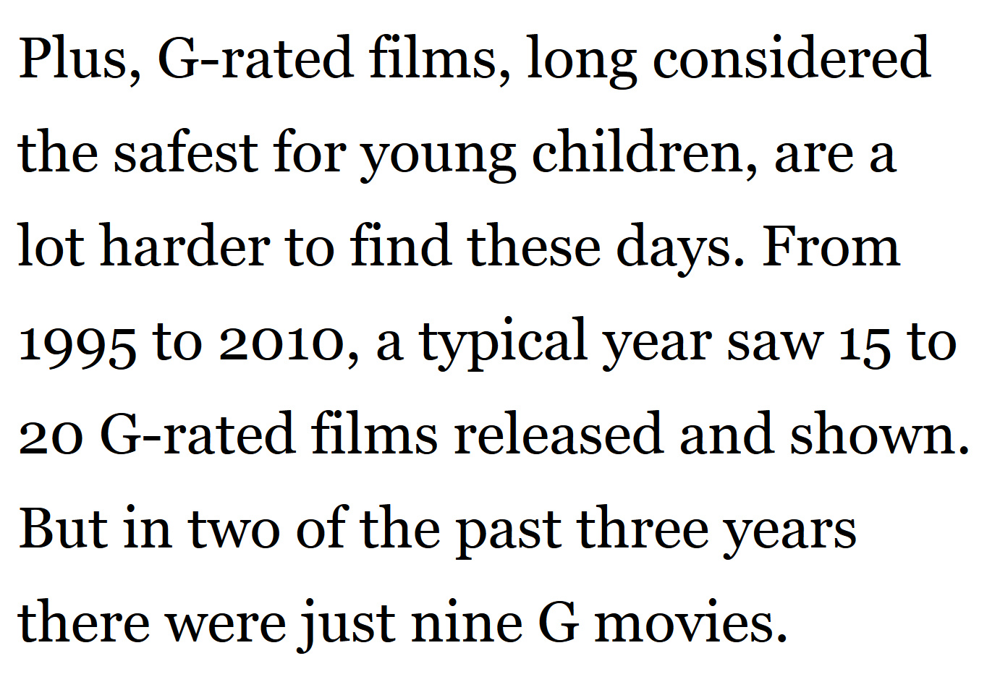 Plus, G-rated films, long considered
the safest for young children, are a
lot harder to find these days. From
1995 to 2010, a typical year saw 15 to
20 G-rated films released and shown.
But in two of the past three years
there were just nine G movies.